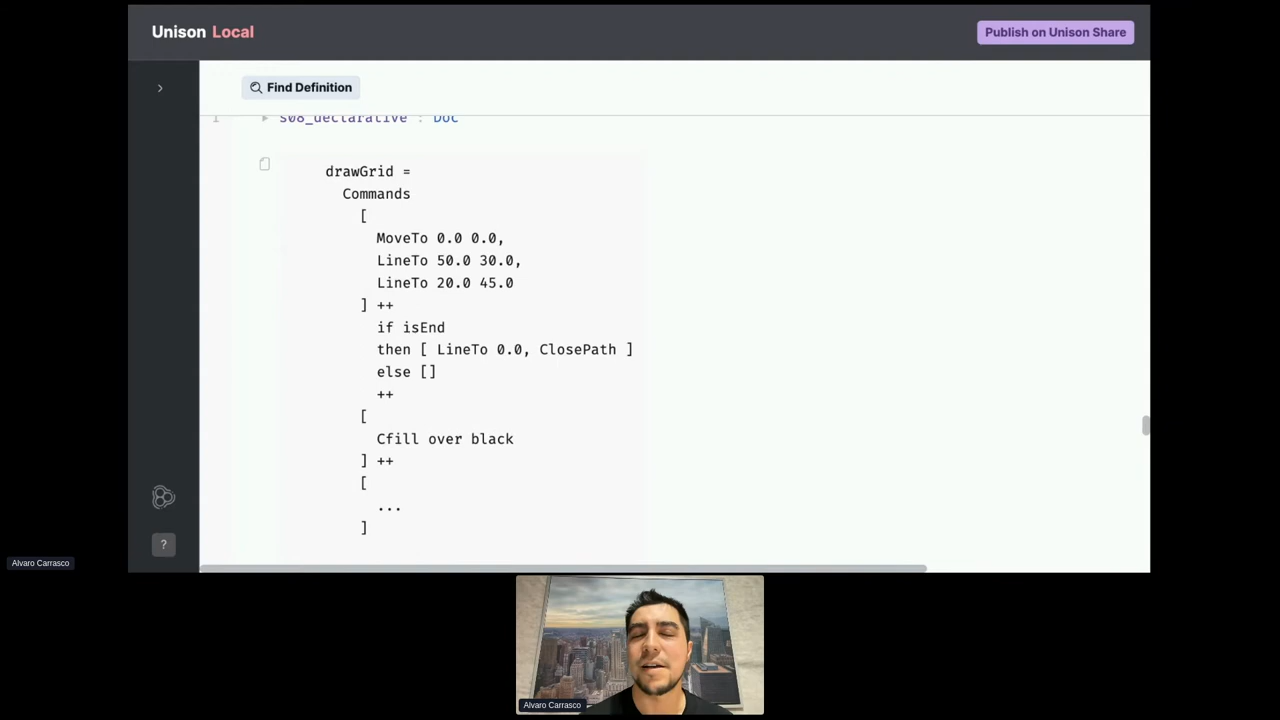 Unison Local
Publish on Unison Share
Find Definition
1 s08_declarative : Doc
drawGrid =
Commands
[
MoveTo 0.0 0.0,
LineTo 50.0 30.0,
LineTo 20.0 45.0
] ++
if isEnd
then [ LineTo 0.0, ClosePath ]
else []
++
[
Cfill over black
] ++
[
...
]
?
Alvaro Carrasco
Alvaro Carrasco